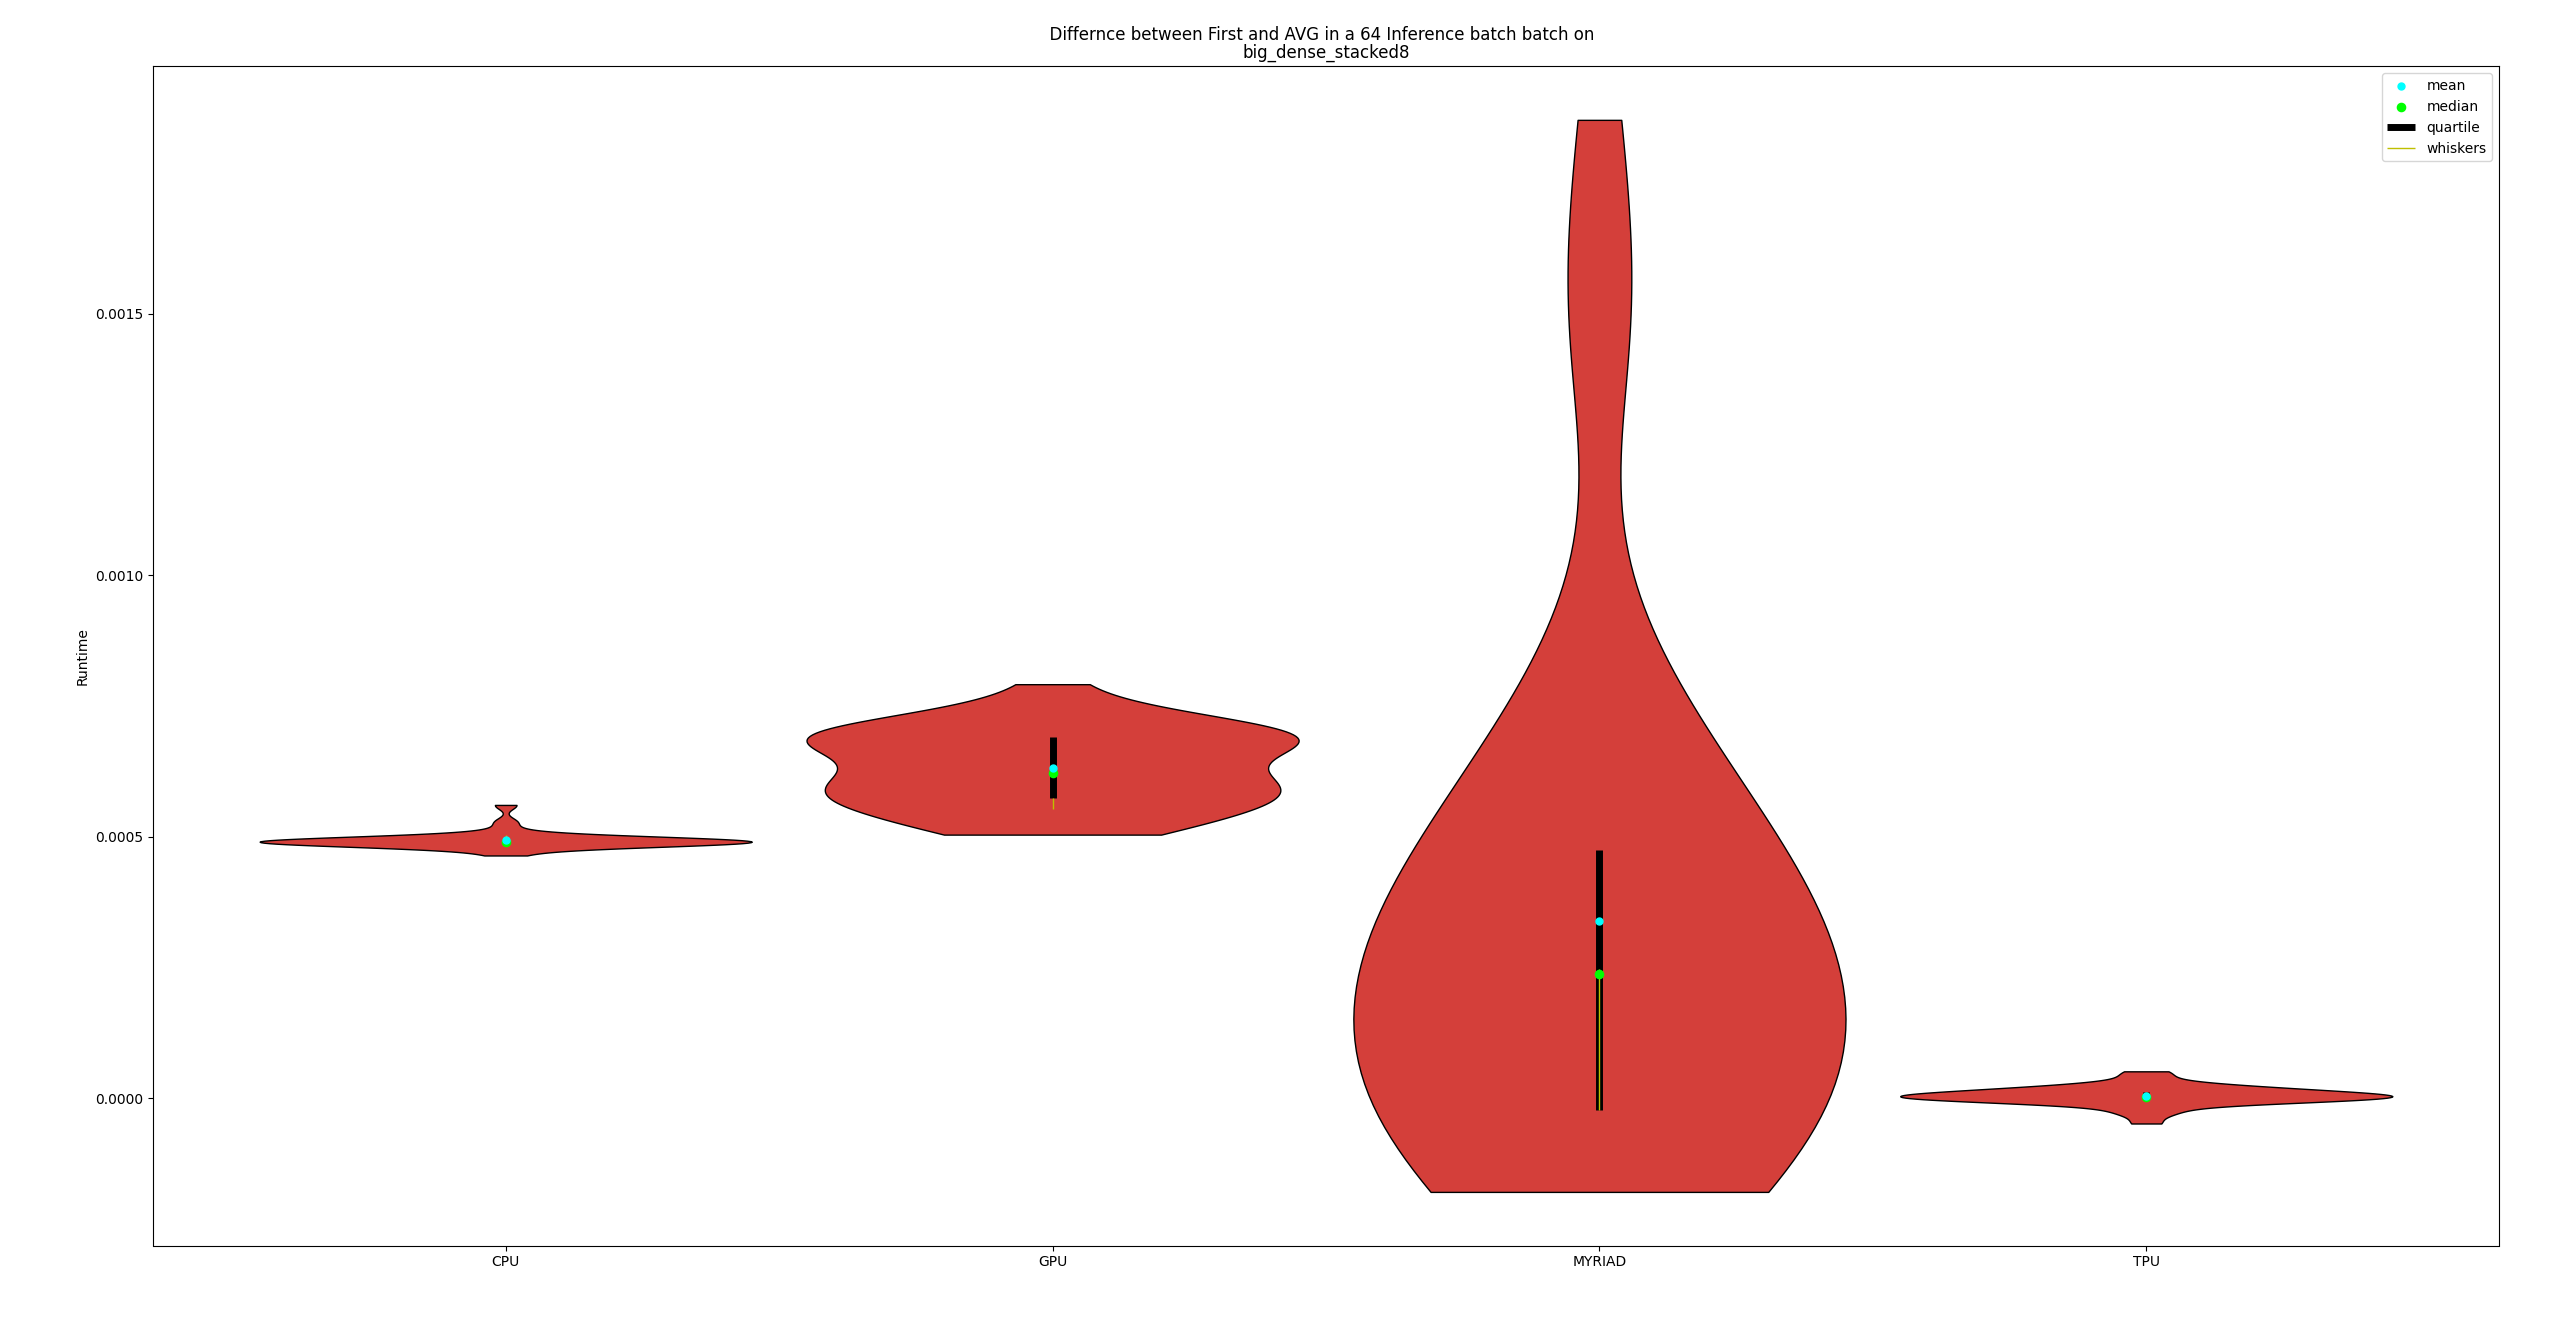 Differnce between First and AVG in a 64 Inference batch batch on
big_dense_stacked8
mean
median
quartile
whiskers
0.0015
0.0010
Runtime
0.0005
0.0000
CPU
GPU
MYRIAD
TPU